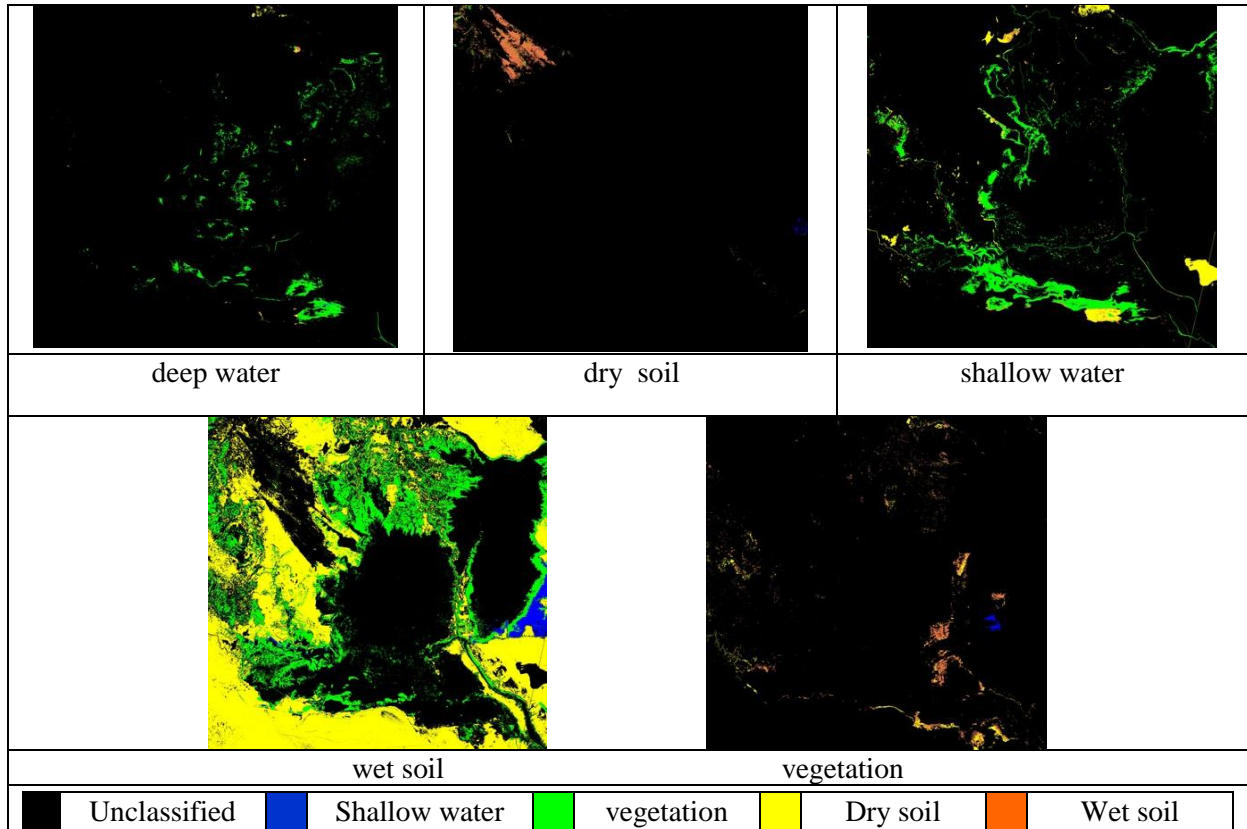 deep water dry soil shallow water
wet soil vegetation
Unclassified Shallow water vegetation Dry soil Wet soil